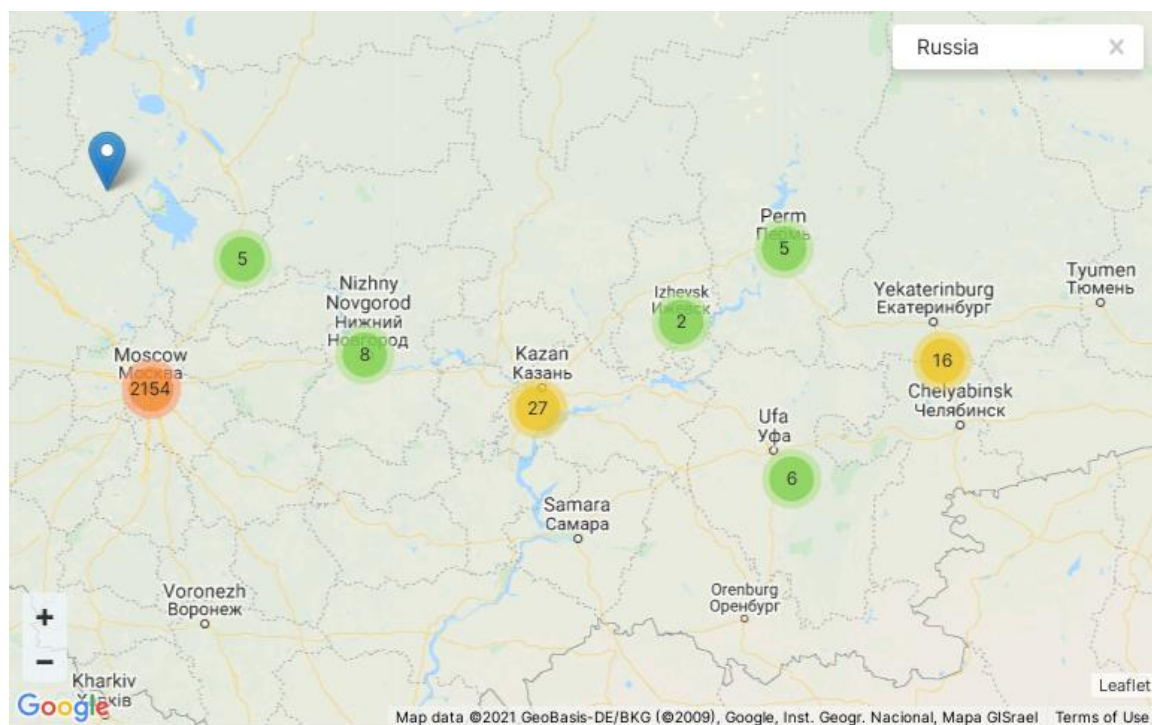 Russia ×
Perm
Пермь
5
5
Tyumen
Тюмень
Nizhny
Novgorod
Нижний
Новгород
8
Izhevsk
Ижевск
2
Yekaterinburg
Екатеринбург
Moscow
Москва
2154
Kazan
Казань
27
16
Chelyabinsk
Челябинск
Ufa
Уфа
6
Samara
Самара
Voronezh
Воронеж
Orenburg
Оренбург
+
−
Kharkiv
Харків
Google
Leaflet
Map data ©2021 GeoBasis-DE/BKG (©2009), Google, Inst. Geogr. Nacional, Mapa GISrael Terms of Use